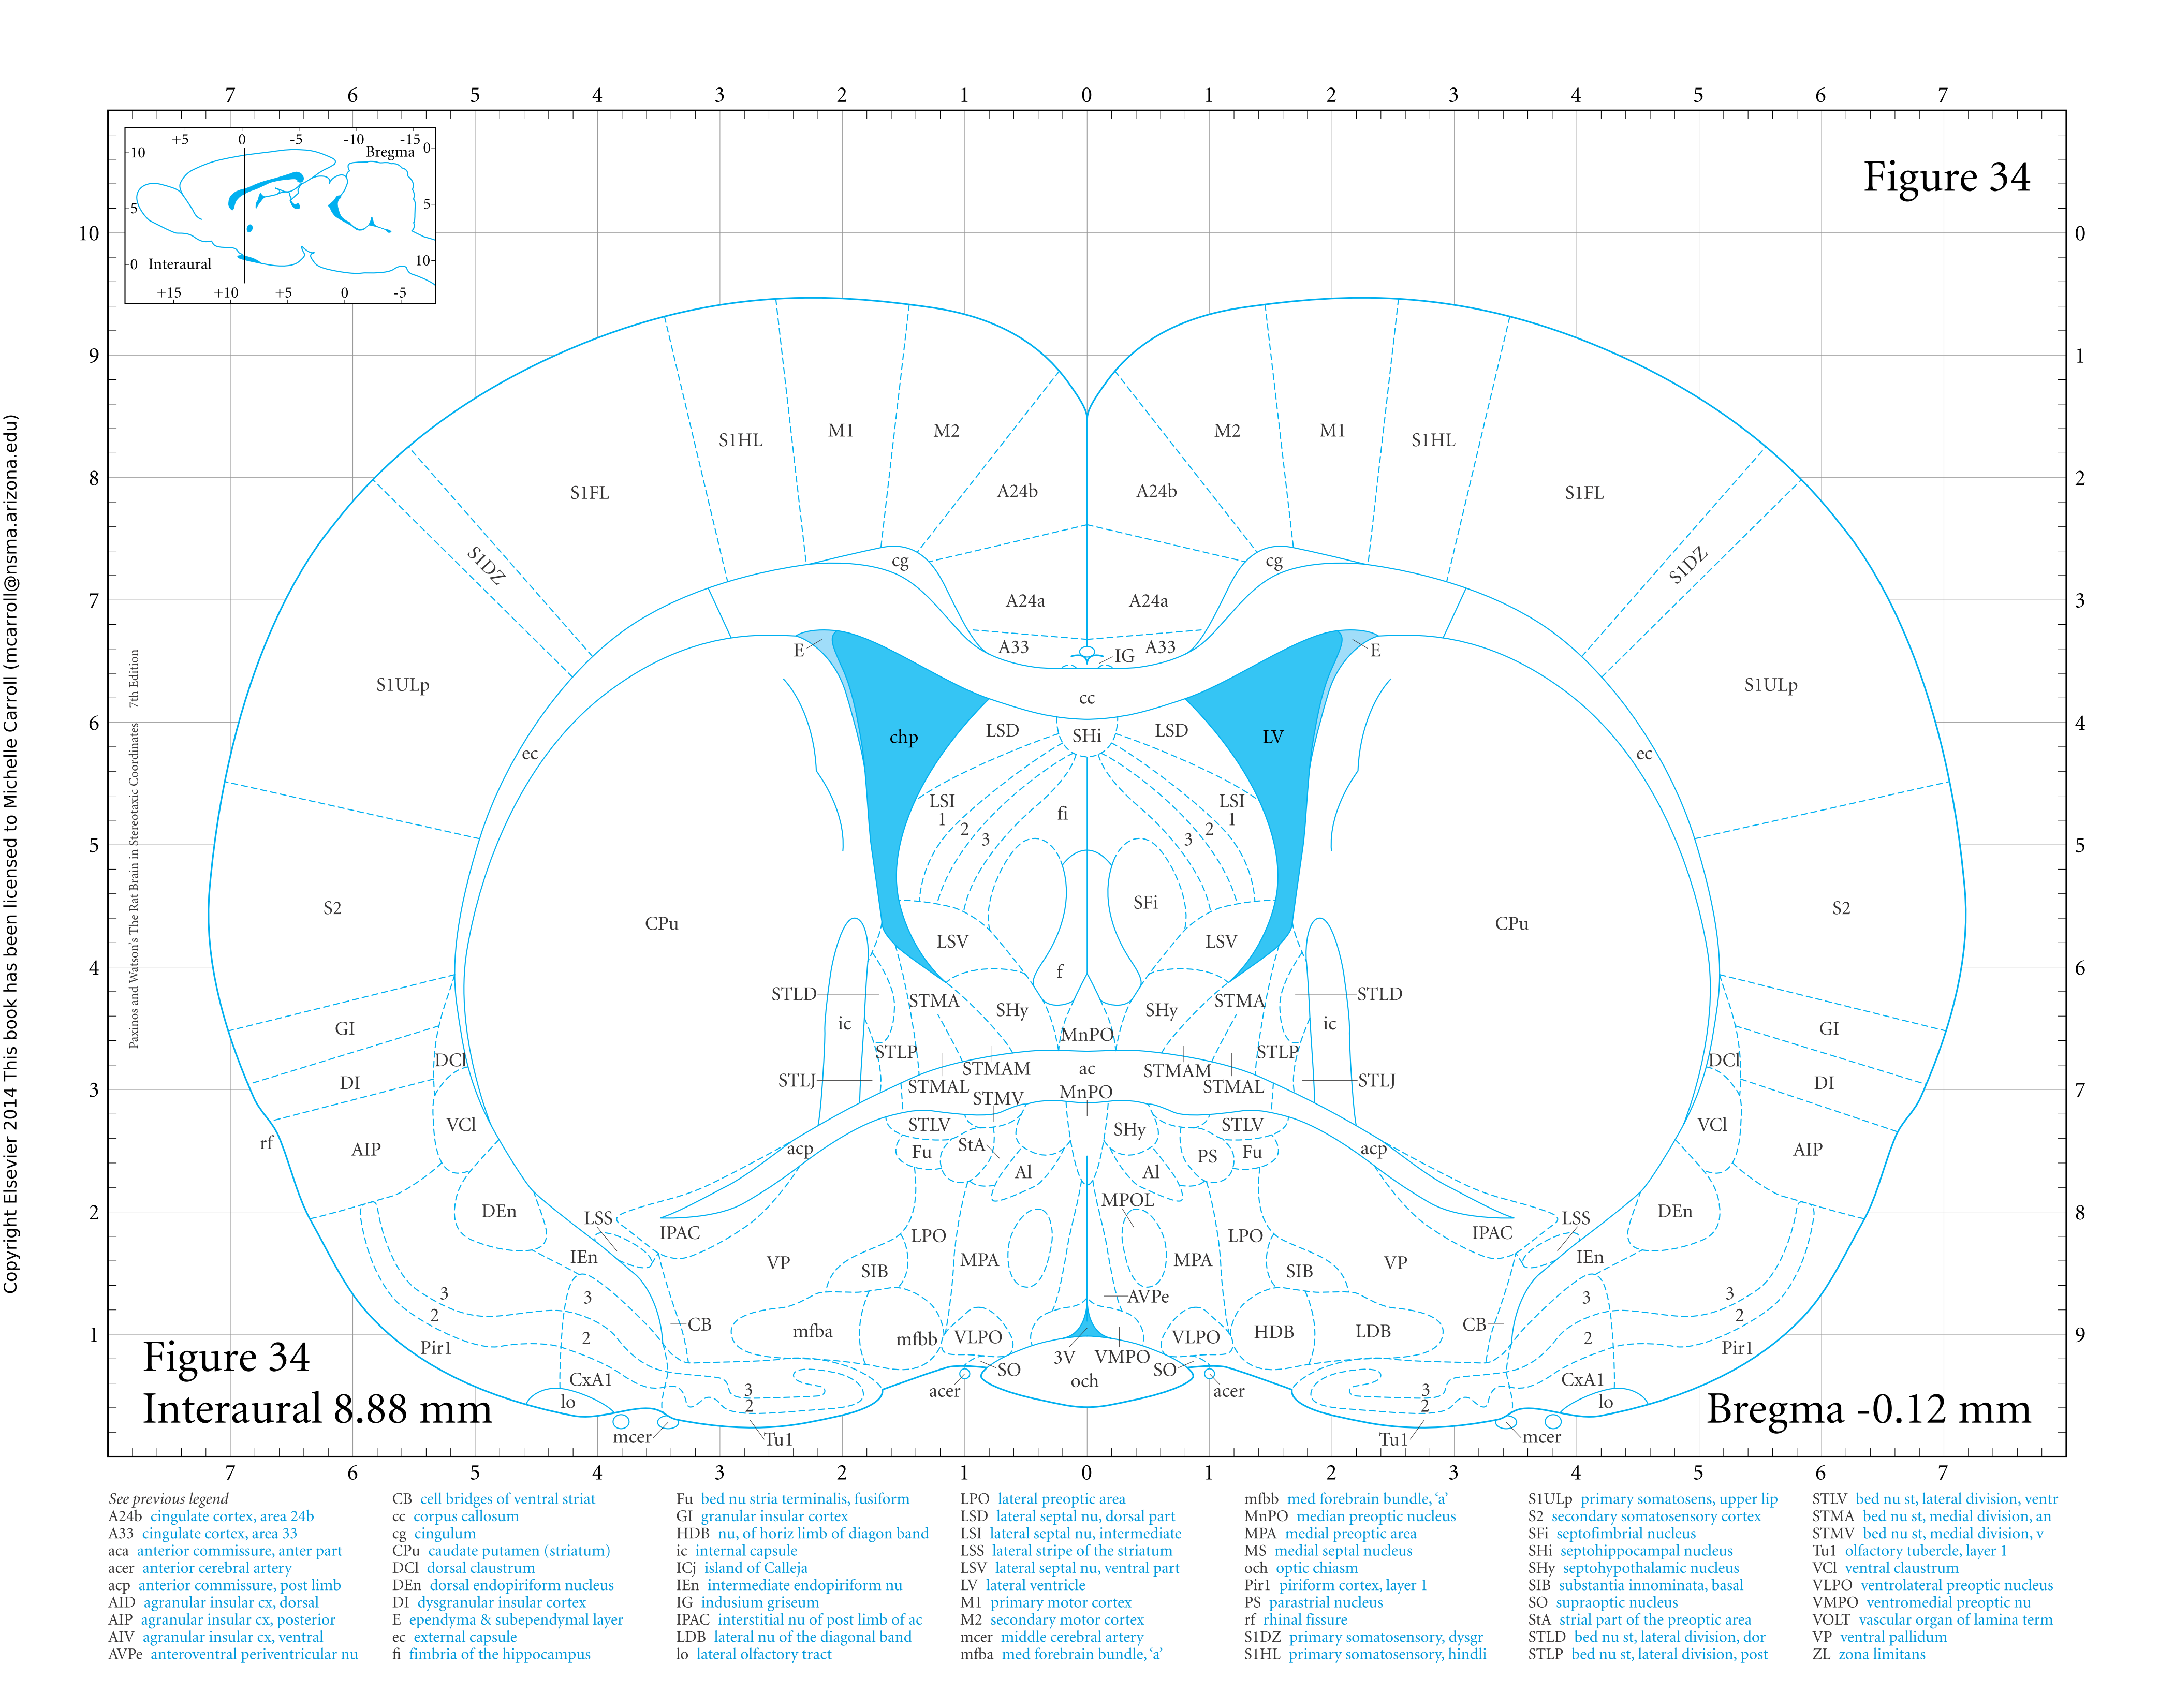 7 6 5 4 3 2 1 0 1 2 3 4 5 6 7
+5 0 -5 -10 -15
10 Bregma 0
5 5
0 Interaural 10
+15 +10 +5 0 -5
Figure 34
10 0
9 1
8 2
7 3
6 4
5 5
4 6
3 7
2 8
1 9
Copyright Elsevier 2014 This book has been licensed to Michelle Carroll (mcarroll@nsma.arizona.edu)
Paxinos and Watson's The Rat Brain in Stereotaxic Coordinates 7th Edition
S1HL M1 M2 M2 M1 S1HL
S1FL A24b A24b S1FL
S1DZ cg cg S1DZ
A24a A24a
E A33 IG A33 E
S1ULp cc S1ULp
ec chp LSD SHi LSD LV ec
LSI fi LSI
1 1
2 2
3 3
S2 CPu SFi CPu S2
LSV LSV
f
STLD STMA STMA STLD
GI ic SHy SHy ic GI
MnPO
DCl STLP STLP DCl
DI STLJ STMAL STMAM ac STMAM STMAL STLJ DI
STMV MnPO
VCl STLV SHy STLV VCl
rf AIP acp Fu StA PS Fu acp AIP
Al Al
MPOL
DEn LSS IPAC LPO LPO IPAC LSS DEn
IEn VP SIB MPA MPA SIB VP IEn
3 3 AVPe 3 3
2 2 CB mfba mfbb VLPO VLPO HDB LDB CB 2 2
Pir1 3V VMPO Pir1
SO SO
CxA1 3 acer och acer 3 CxA1
lo 2 2 lo
mcer Tu1 Tu1 mcer
Figure 34
Interaural 8.88 mm
Bregma -0.12 mm
7 6 5 4 3 2 1 0 1 2 3 4 5 6 7
See previous legend
A24b cingulate cortex, area 24b
A33 cingulate cortex, area 33
aca anterior commissure, anter part
acer anterior cerebral artery
acp anterior commissure, post limb
AID agranular insular cx, dorsal
AIP agranular insular cx, posterior
AIV agranular insular cx, ventral
AVPe anteroventral periventricular nu
CB cell bridges of ventral striat
cc corpus callosum
cg cingulum
CPu caudate putamen (striatum)
DCl dorsal claustrum
DEn dorsal endopiriform nucleus
DI dysgranular insular cortex
E ependyma & subependymal layer
ec external capsule
fi fimbria of the hippocampus
Fu bed nu stria terminalis, fusiform
GI granular insular cortex
HDB nu, of horiz limb of diagon band
ic internal capsule
ICj island of Calleja
IEn intermediate endopiriform nu
IG indusium griseum
IPAC interstitial nu of post limb of ac
LDB lateral nu of the diagonal band
lo lateral olfactory tract
LPO lateral preoptic area
LSD lateral septal nu, dorsal part
LSI lateral septal nu, intermediate
LSS lateral stripe of the striatum
LSV lateral septal nu, ventral part
LV lateral ventricle
M1 primary motor cortex
M2 secondary motor cortex
mcer middle cerebral artery
mfba med forebrain bundle, 'a'
mfbb med forebrain bundle, 'a'
MnPO median preoptic nucleus
MPA medial preoptic area
MS medial septal nucleus
och optic chiasm
Pir1 piriform cortex, layer 1
PS parastrial nucleus
rf rhinal fissure
S1DZ primary somatosensory, dysgr
S1HL primary somatosensory, hindli
S1ULp primary somatosens, upper lip
S2 secondary somatosensory cortex
SFi septofimbrial nucleus
SHi septohippocampal nucleus
SHy septohypothalamic nucleus
SIB substantia innominata, basal
SO supraoptic nucleus
StA strial part of the preoptic area
STLD bed nu st, lateral division, dor
STLP bed nu st, lateral division, post
STLV bed nu st, lateral division, ventr
STMA bed nu st, medial division, an
STMV bed nu st, medial division, v
Tu1 olfactory tubercle, layer 1
VCl ventral claustrum
VLPO ventrolateral preoptic nucleus
VMPO ventromedial preoptic nu
VOLT vascular organ of lamina term
VP ventral pallidum
ZL zona limitans